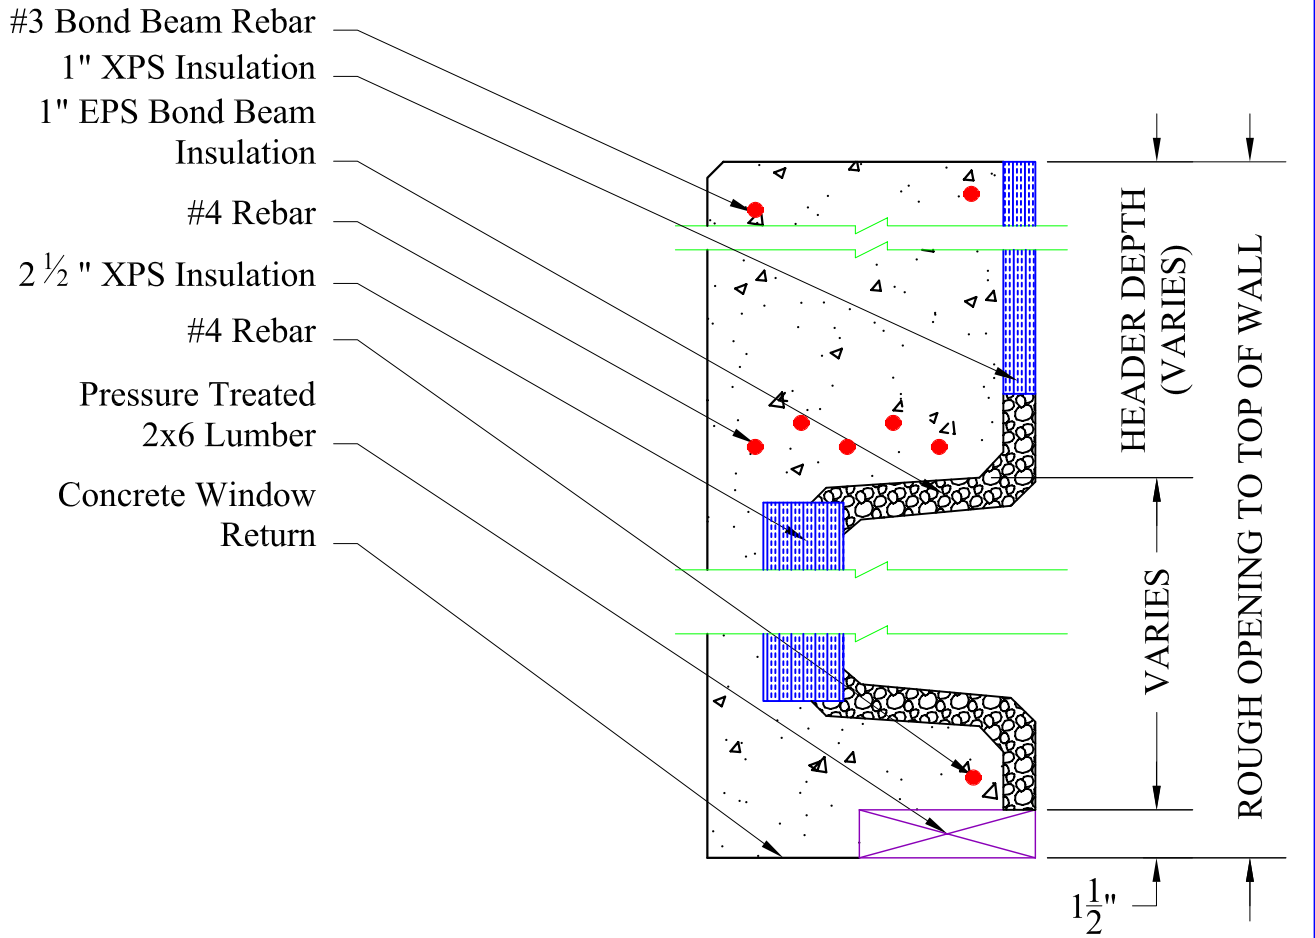 #3 Bond Beam Rebar
1" XPS Insulation
1" EPS Bond Beam
Insulation
#4 Rebar
2 1/2 " XPS Insulation
#4 Rebar
Pressure Treated
2x6 Lumber
Concrete Window
Return
HEADER DEPTH
(VARIES)
VARIES
ROUGH OPENING TO TOP OF WALL
1 1/2"